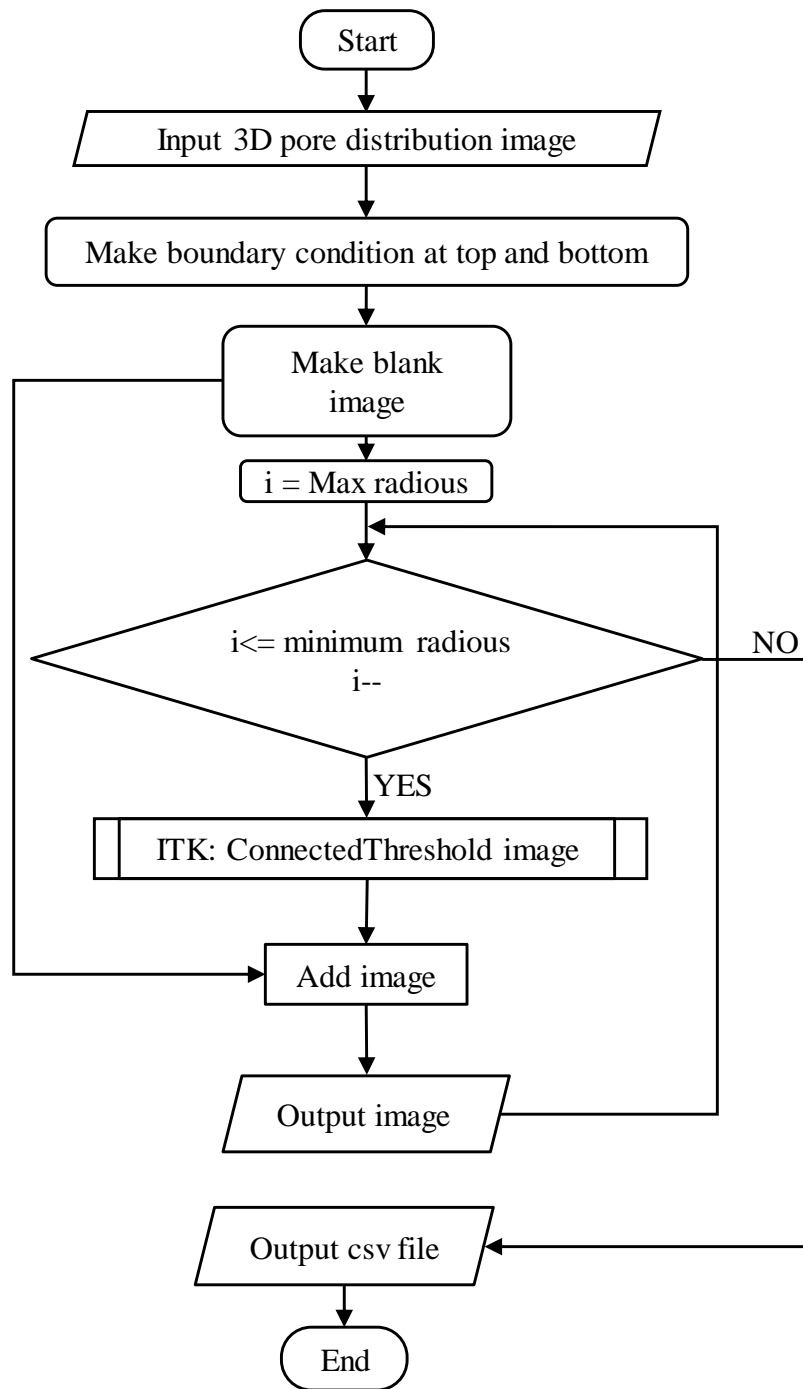 Start
Input 3D pore distribution image
Make boundary condition at top and bottom
Make blank
image
i = Max radious
i<= minimum radious
i--
NO
YES
ITK: ConnectedThreshold image
Add image
Output image
Output csv file
End